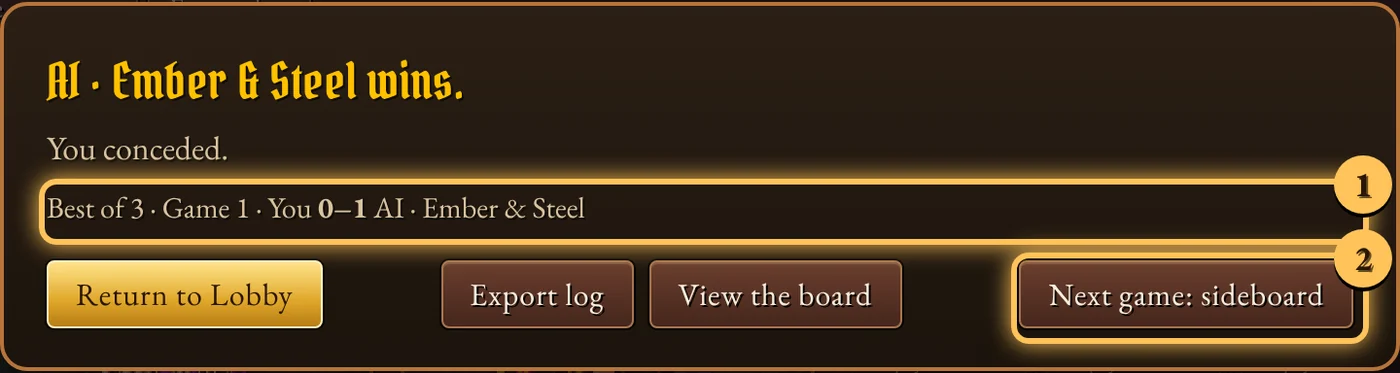 AI · Ember & Steel wins.
You conceded.
1
Best of 3 · Game 1 · You 0–1 AI · Ember & Steel
2
Return to Lobby
Export log
View the board
Next game: sideboard